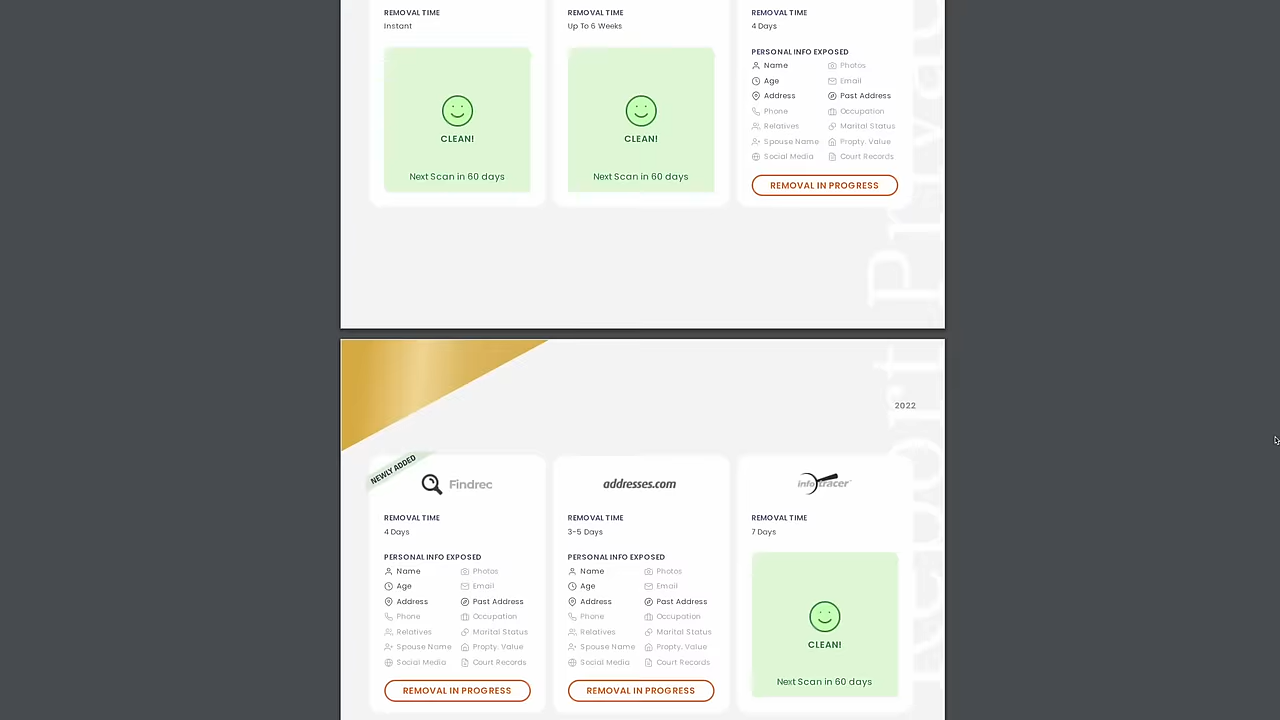 REMOVAL TIME
Instant
CLEAN!
Next Scan in 60 days
REMOVAL TIME
Up To 6 Weeks
CLEAN!
Next Scan in 60 days
REMOVAL TIME
4 Days
PERSONAL INFO EXPOSED
Name Photos
Age Email
Address Past Address
Phone Occupation
Relatives Marital Status
Spouse Name Propty. Value
Social Media Court Records
REMOVAL IN PROGRESS
2022
NEWLY ADDED
Findrec
REMOVAL TIME
4 Days
PERSONAL INFO EXPOSED
Name Photos
Age Email
Address Past Address
Phone Occupation
Relatives Marital Status
Spouse Name Propty. Value
Social Media Court Records
REMOVAL IN PROGRESS
addresses.com
REMOVAL TIME
3-5 Days
PERSONAL INFO EXPOSED
Name Photos
Age Email
Address Past Address
Phone Occupation
Relatives Marital Status
Spouse Name Propty. Value
Social Media Court Records
REMOVAL IN PROGRESS
infotracer
REMOVAL TIME
7 Days
CLEAN!
Next Scan in 60 days